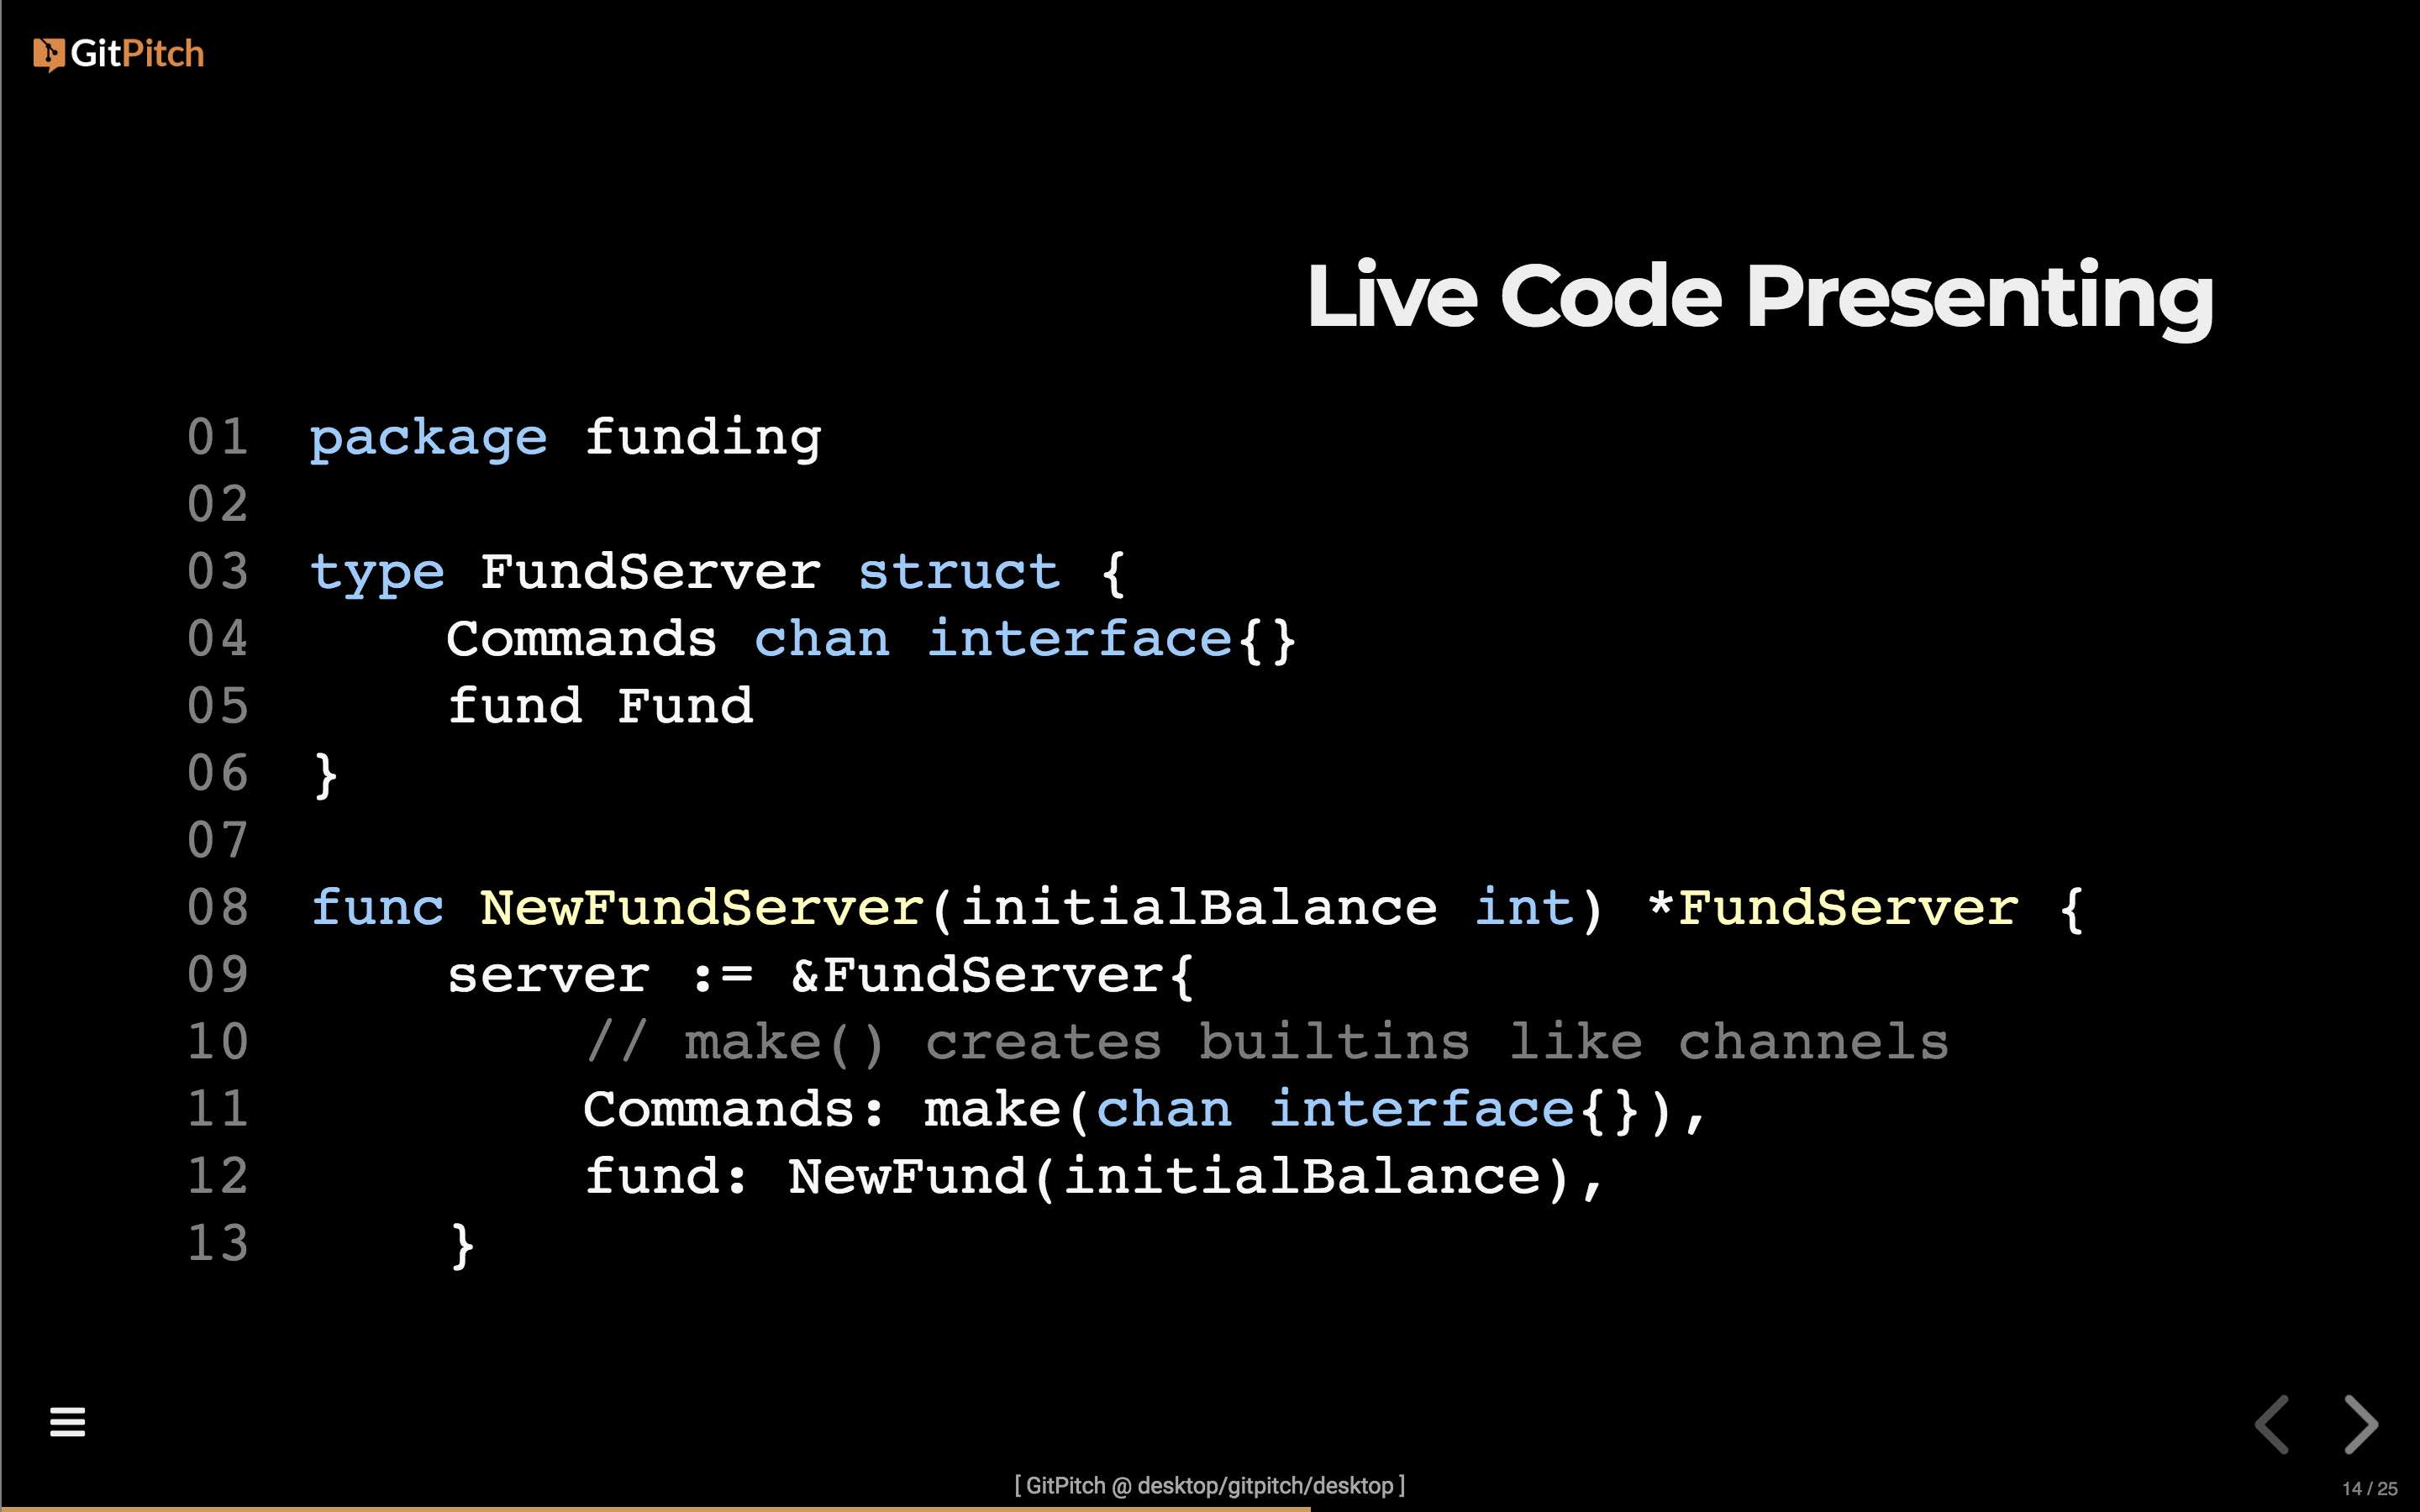 GitPitch
Live Code Presenting
01 package funding
02
03 type FundServer struct {
04     Commands chan interface{}
05     fund Fund
06 }
07
08 func NewFundServer(initialBalance int) *FundServer {
09     server := &FundServer{
10         // make() creates builtins like channels
11         Commands: make(chan interface{}),
12         fund: NewFund(initialBalance),
13     }
[ GitPitch @ desktop/gitpitch/desktop ]
14 / 25